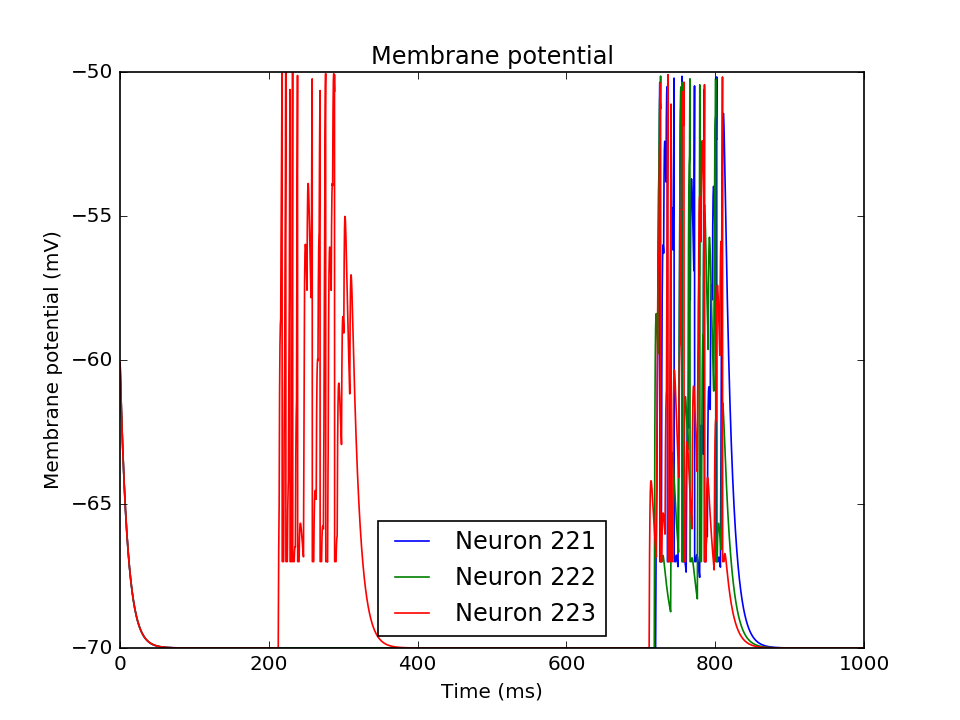 Membrane potential
Membrane potential (mV)
−50
−55
−60
−65
−70
0
200
400
600
800
1000
Time (ms)
Neuron 221
Neuron 222
Neuron 223